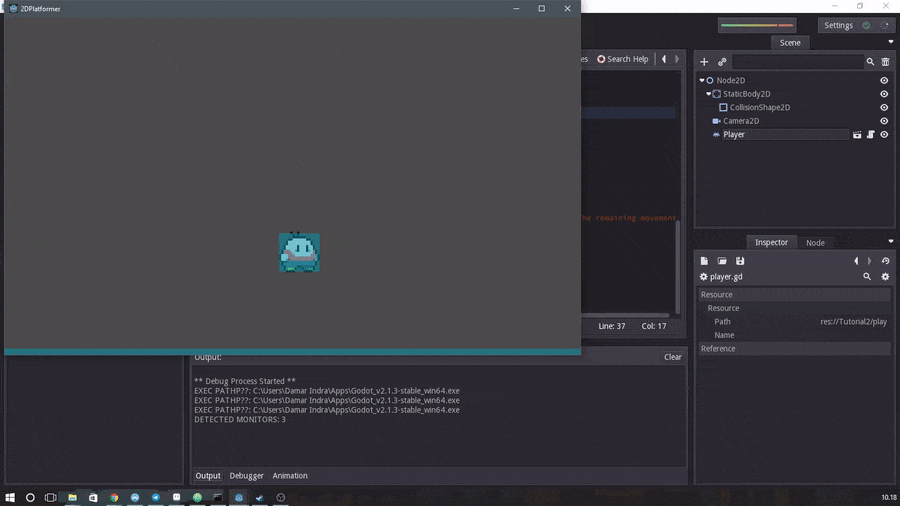 2DPlatformer
Settings
Scene
es
Search Help
Node2D
StaticBody2D
CollisionShape2D
Camera2D
Player
he remaining movement
Inspector
Node
player.gd
Resource
Resource
Path
res://Tutorial2/play
Name
Reference
Line: 37
Col: 17
Output:
Clear
** Debug Process Started **
EXEC PATHP??: C:\Users\Damar Indra\Apps\Godot_v2.1.3-stable_win64.exe
EXEC PATHP??: C:\Users\Damar Indra\Apps\Godot_v2.1.3-stable_win64.exe
EXEC PATHP??: C:\Users\Damar Indra\Apps\Godot_v2.1.3-stable_win64.exe
DETECTED MONITORS: 3
Output
Debugger
Animation
10.18